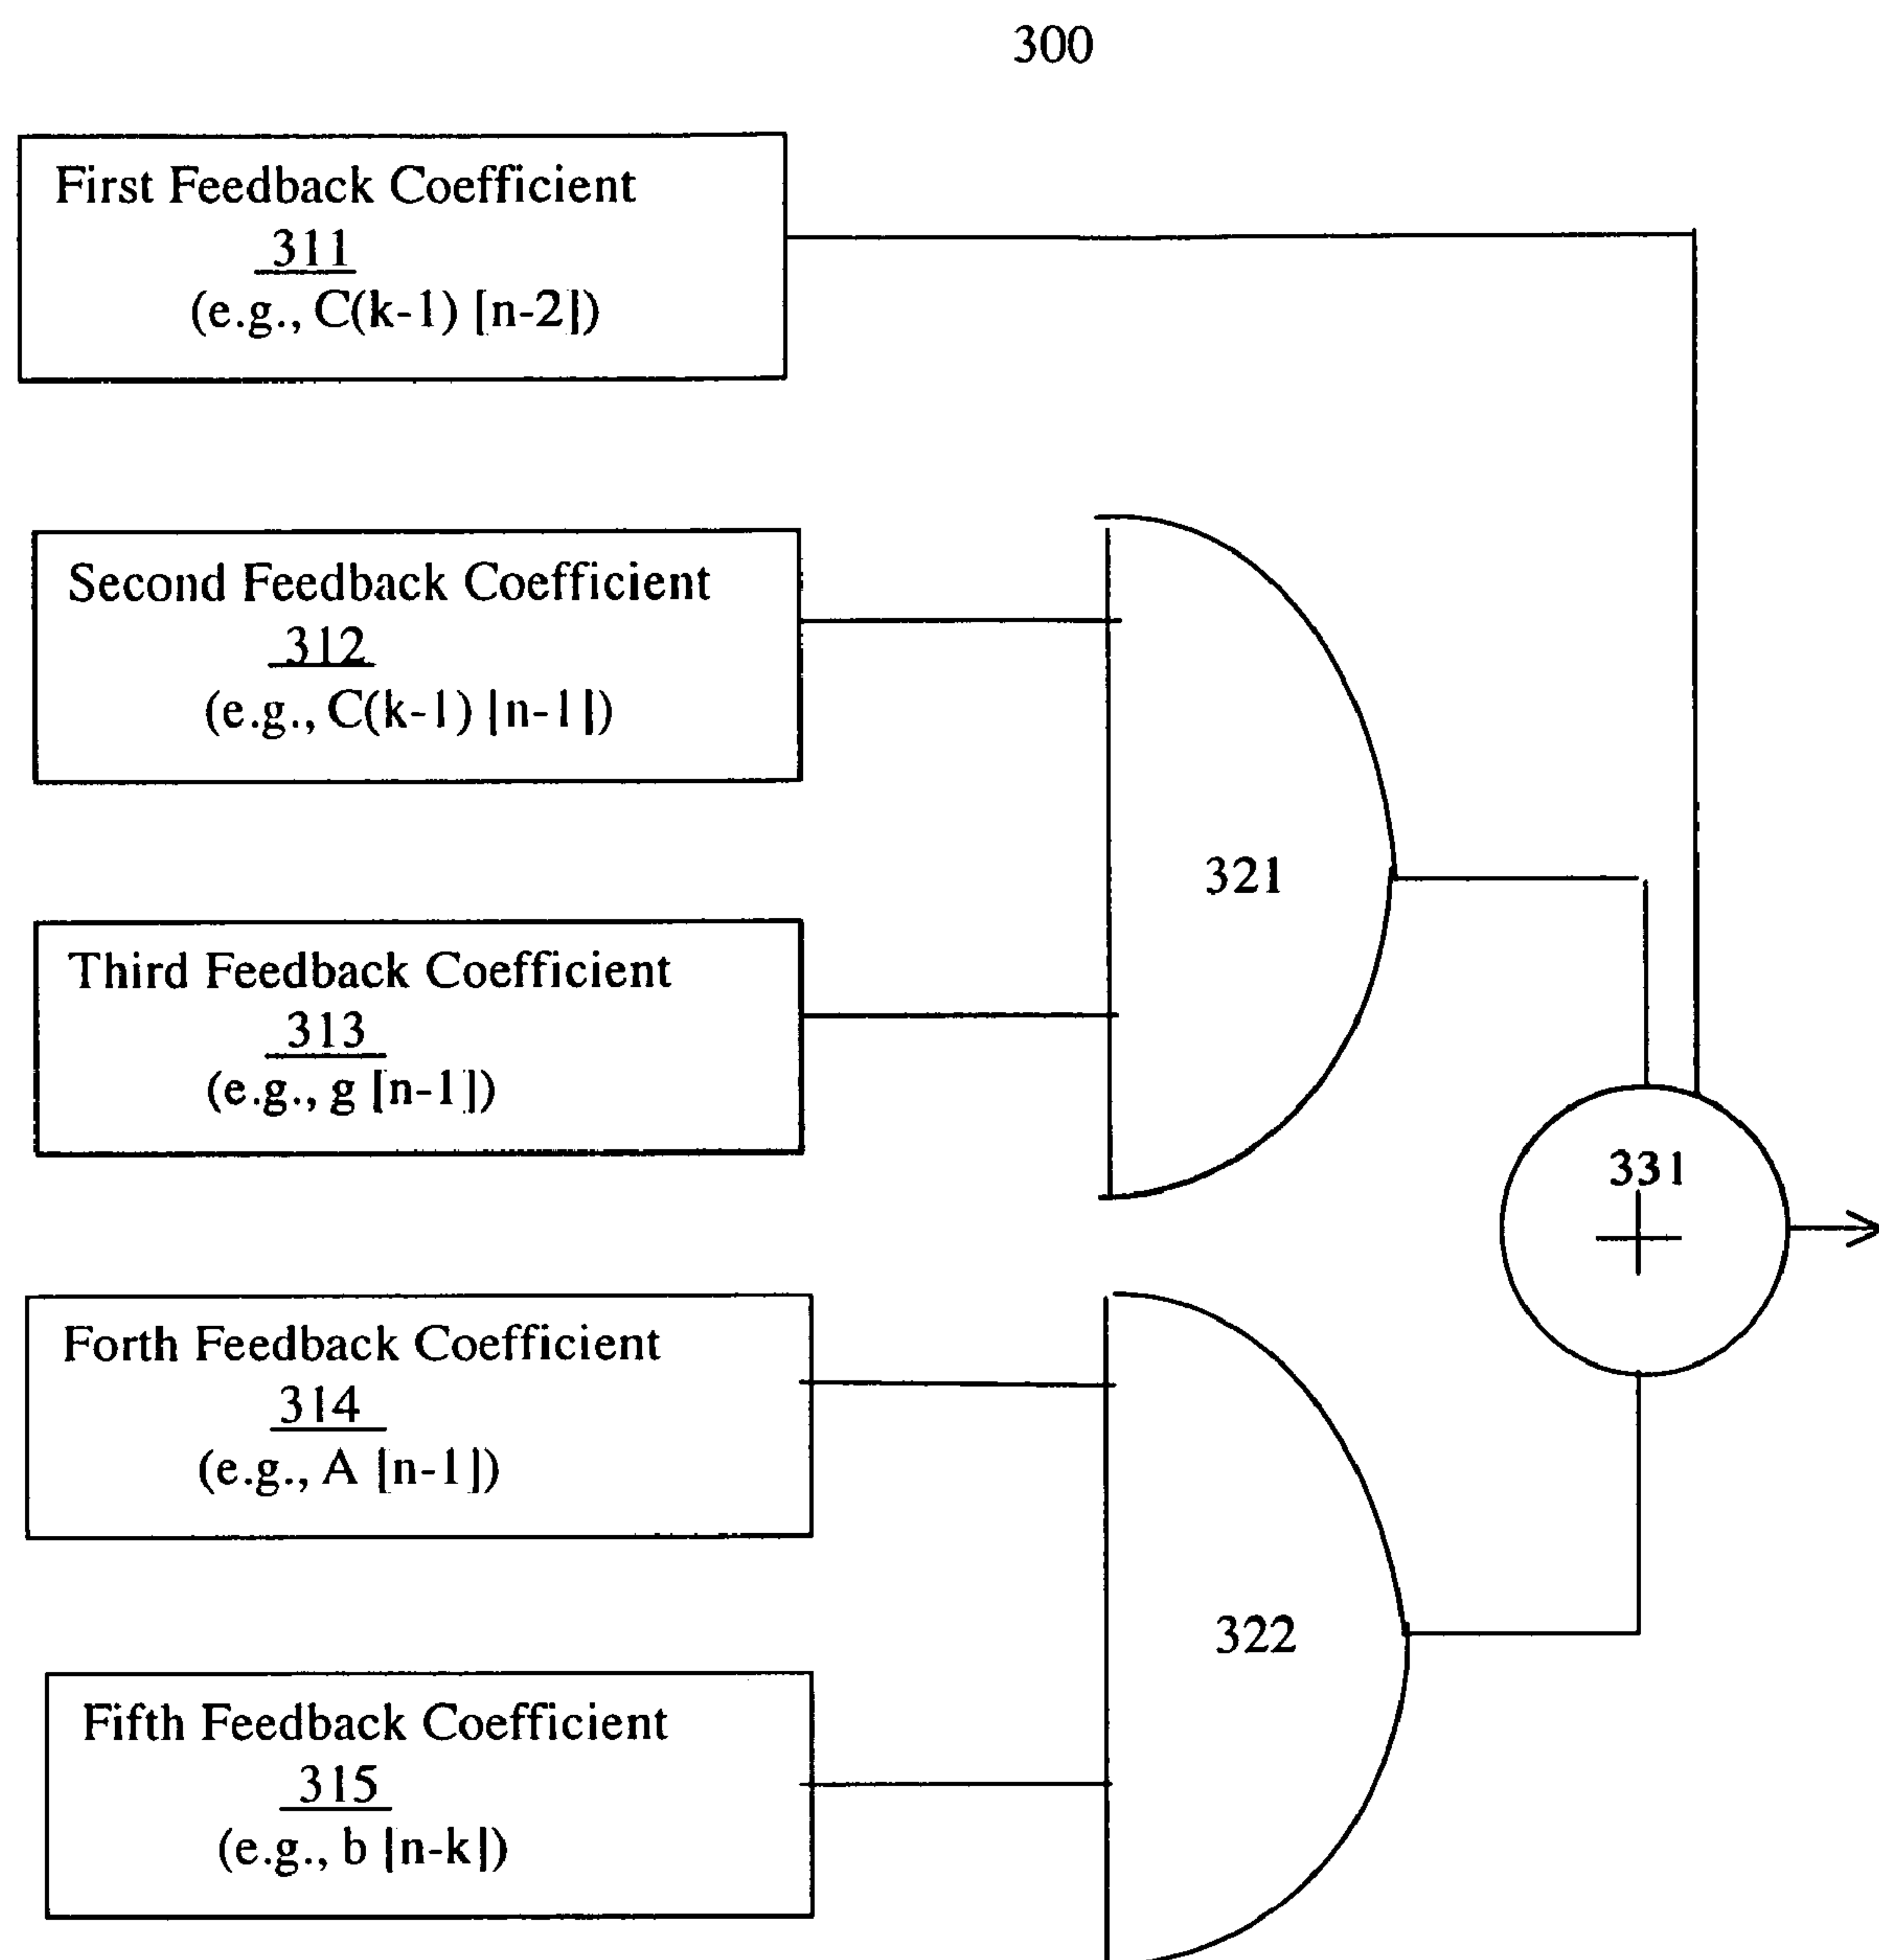 300
First Feedback Coefficient
311
(e.g., C(k-1) [n-2])
Second Feedback Coefficient
312
(e.g., C(k-1) [n-1])
321
Third Feedback Coefficient
313
(e.g., g [n-1])
331
+
Forth Feedback Coefficient
314
(e.g., A [n-1])
322
Fifth Feedback Coefficient
315
(e.g., b [n-k])